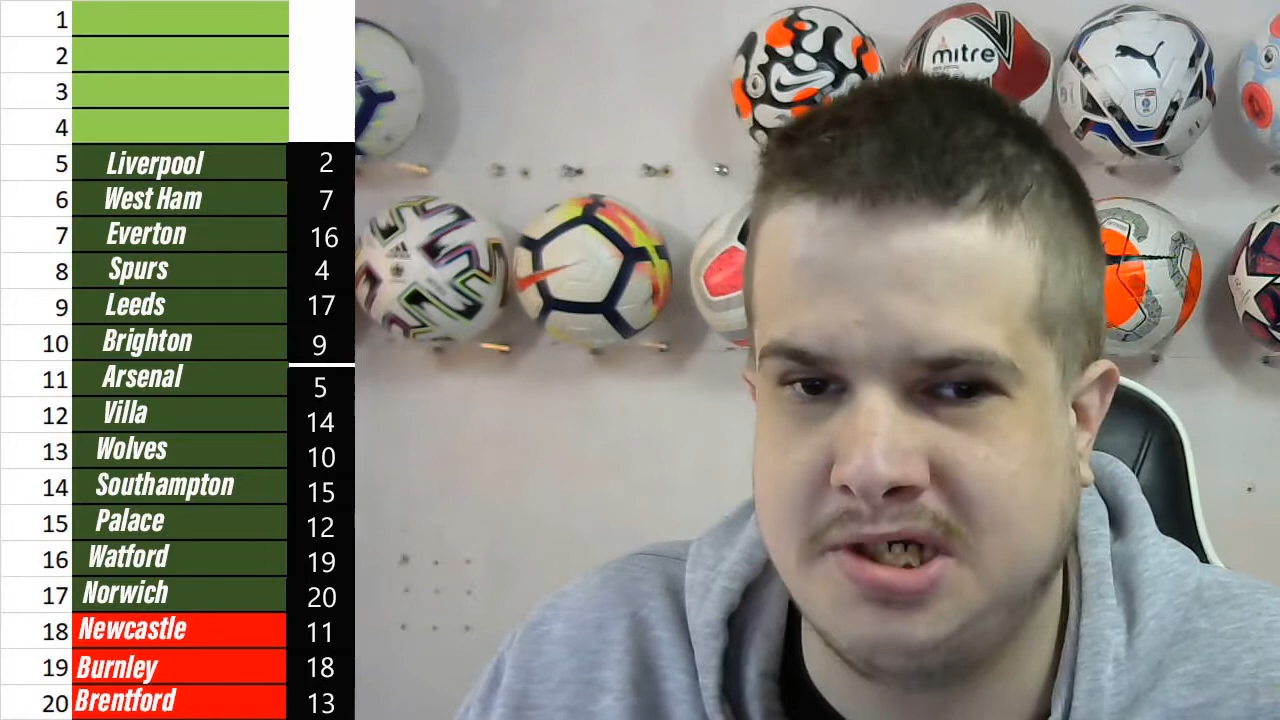 1
2
3
4
5 Liverpool 2
6 West Ham 7
7 Everton 16
8 Spurs 4
9 Leeds 17
10 Brighton 9
11 Arsenal 5
12 Villa 14
13 Wolves 10
14 Southampton 15
15 Palace 12
16 Watford 19
17 Norwich 20
18 Newcastle 11
19 Burnley 18
20 Brentford 13
mitre